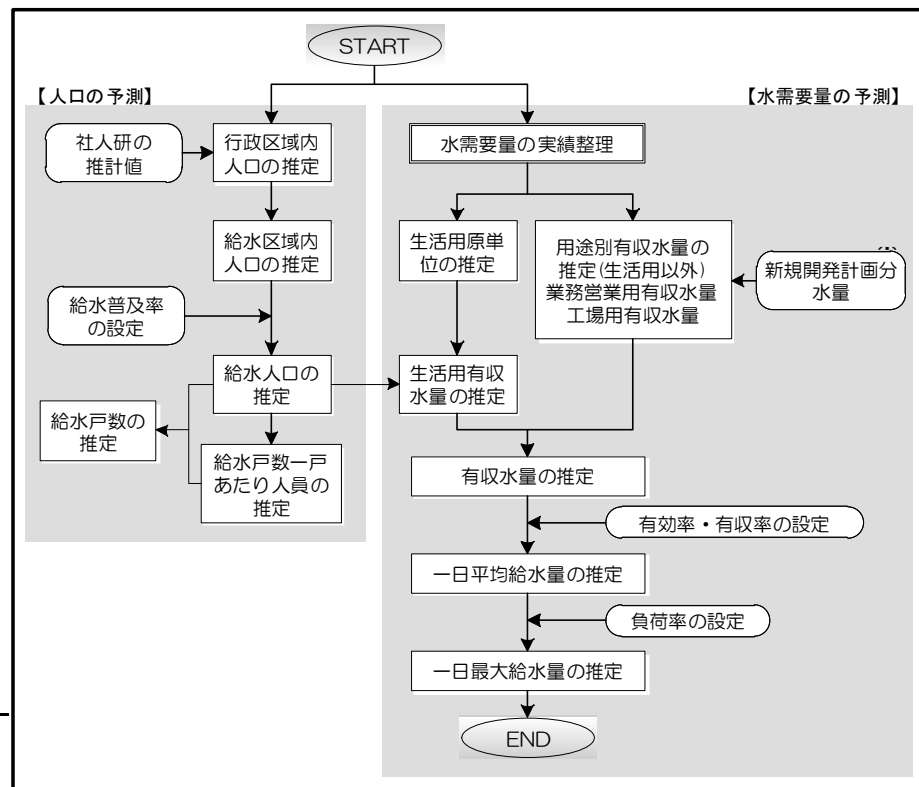 START
【人口の予測】
【水需要量の予測】
社人研の
推計値
行政区域内
人口の推定
給水区域内
人口の推定
給水普及率
の設定
給水人口の
推定
給水戸数の
推定
給水戸数一戸
あたり人員の
推定
水需要量の実績整理
生活用原単
位の推定
用途別有収水量の
推定(生活用以外)
業務営業用有収水量
工場用有収水量
新規開発計画分
水量
生活用有収
水量の推定
有収水量の推定
有効率・有収率の設定
一日平均給水量の推定
負荷率の設定
一日最大給水量の推定
END